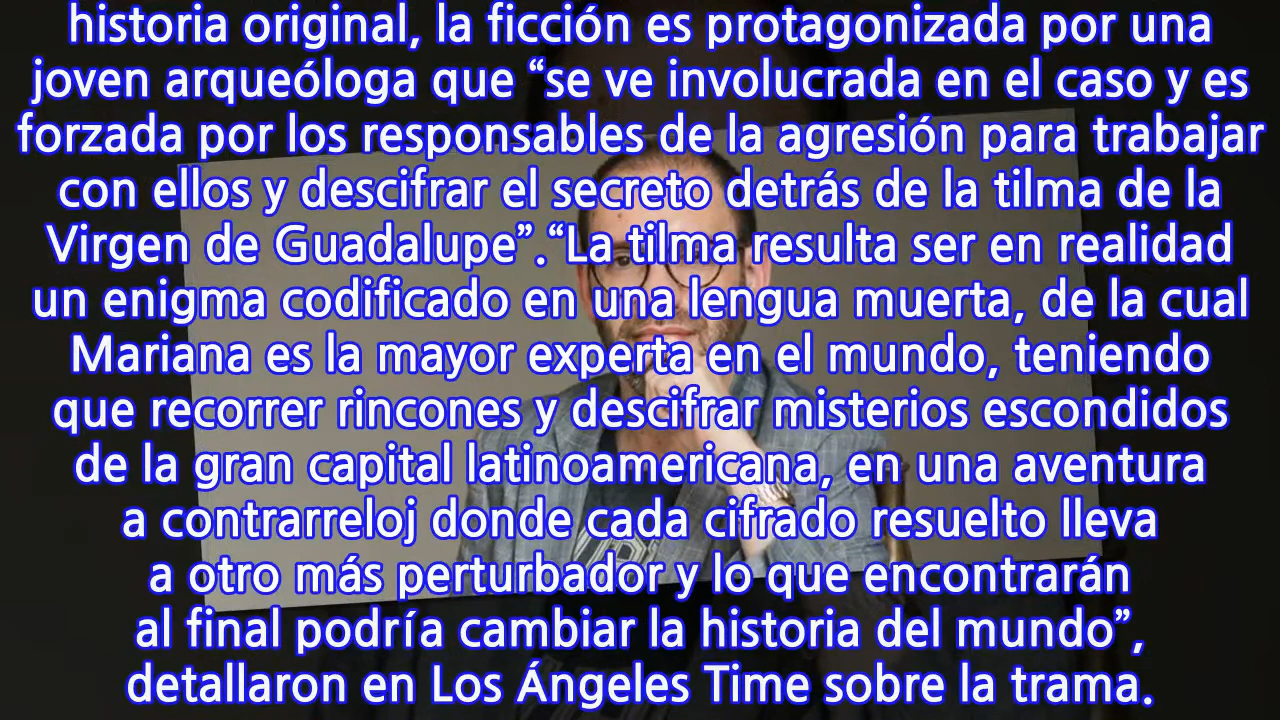 historia original, la ficción es protagonizada por una
joven arqueóloga que “se ve involucrada en el caso y es
forzada por los responsables de la agresión para trabajar
con ellos y descifrar el secreto detrás de la tilma de la
Virgen de Guadalupe”.“La tilma resulta ser en realidad
un enigma codificado en una lengua muerta, de la cual
Mariana es la mayor experta en el mundo, teniendo
que recorrer rincones y descifrar misterios escondidos
de la gran capital latinoamericana, en una aventura
a contrarreloj donde cada cifrado resuelto lleva
a otro más perturbador y lo que encontrarán
al final podría cambiar la historia del mundo”,
detallaron en Los Ángeles Time sobre la trama.